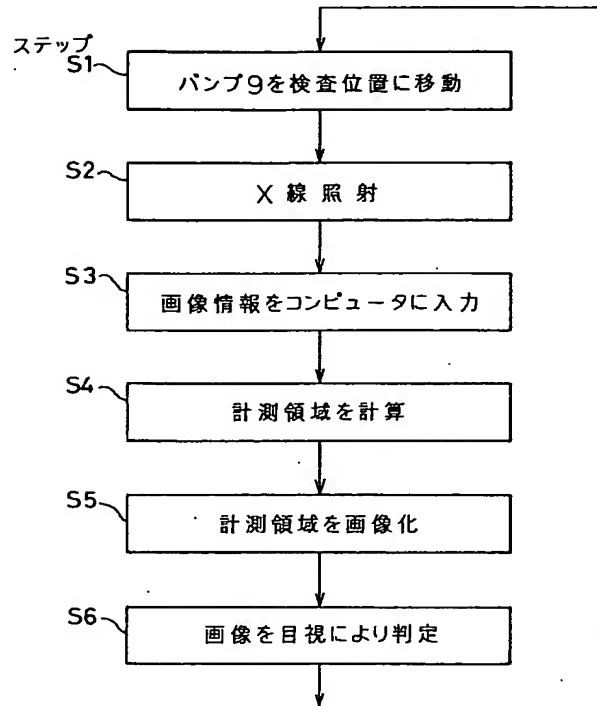 ステップ
S1
バンプ9を検査位置に移動
S2
X線照射
S3
画像情報をコンピュータに入力
S4
計測領域を計算
S5
計測領域を画像化
S6
画像を目視により判定